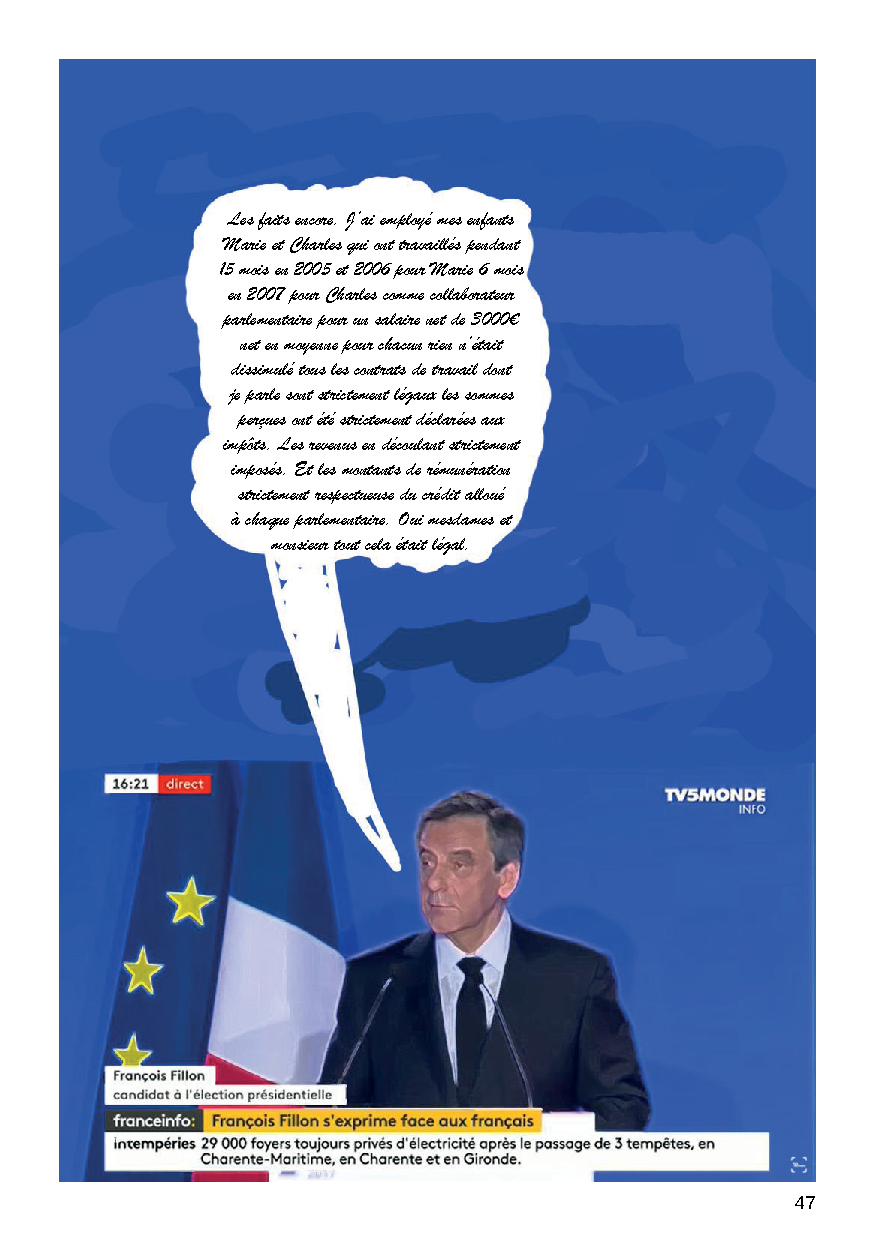 Les faits encore. J'ai employé mes enfants
Marie et Charles qui ont travaillés pendant
15 mois en 2005 et 2006 pour Marie 6 mois
en 2007 pour Charles comme collaborateur
parlementaire pour un salaire net de 3000€
net en moyenne pour chacun rien n'était
dissimulé tous les contrats de travail dont
je parle sont strictement légaux les sommes
perçues ont été strictement déclarées aux
impôts. Les revenus en découlant strictement
imposés. Et les montants de rémunération
strictement respectueuse du crédit alloué
à chaque parlementaire. Oui mesdames et
monsieur tout cela était légal.
16:21 direct
TV5MONDE
INFO
François Fillon
candidat à l'élection présidentielle
franceinfo: François Fillon s'exprime face aux français
intempéries 29 000 foyers toujours privés d'électricité après le passage de 3 tempêtes, en
Charente-Maritime, en Charente et en Gironde.
2017
47